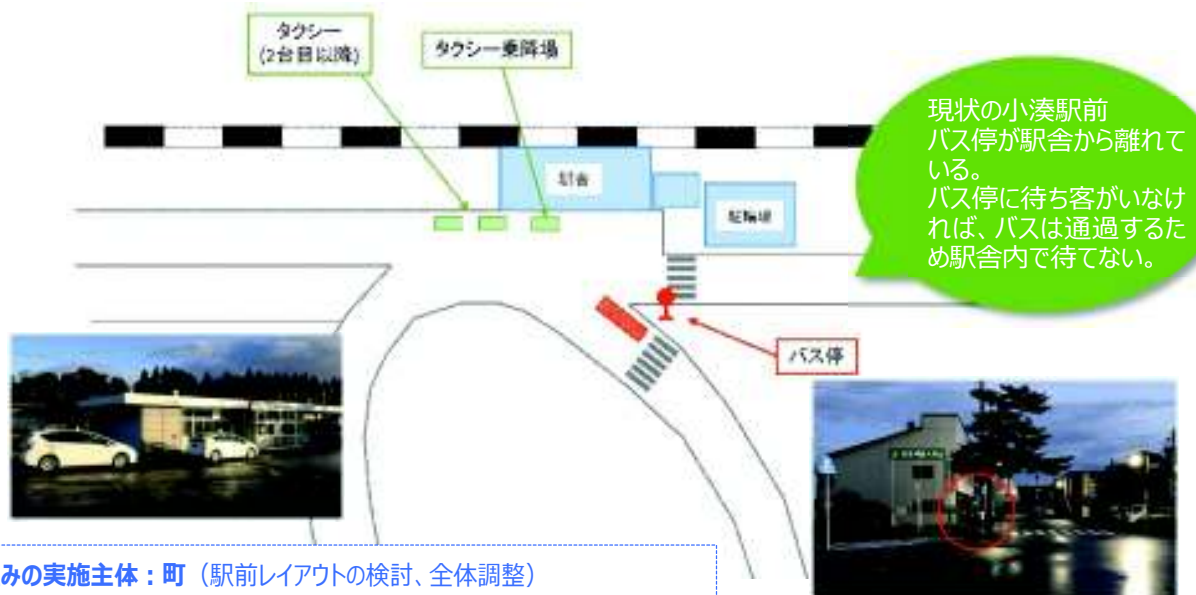 タクシー
(2台目以降)
タクシー乗降場
現状の小湊駅前
バス停が駅舎から離れて
いる。
バス停に待ち客がいなけ
れば、バスは通過するた
め駅舎内で待てない。
駅舎
駐輪場
バス停
みの実施主体：町（駅前レイアウトの検討、全体調整）